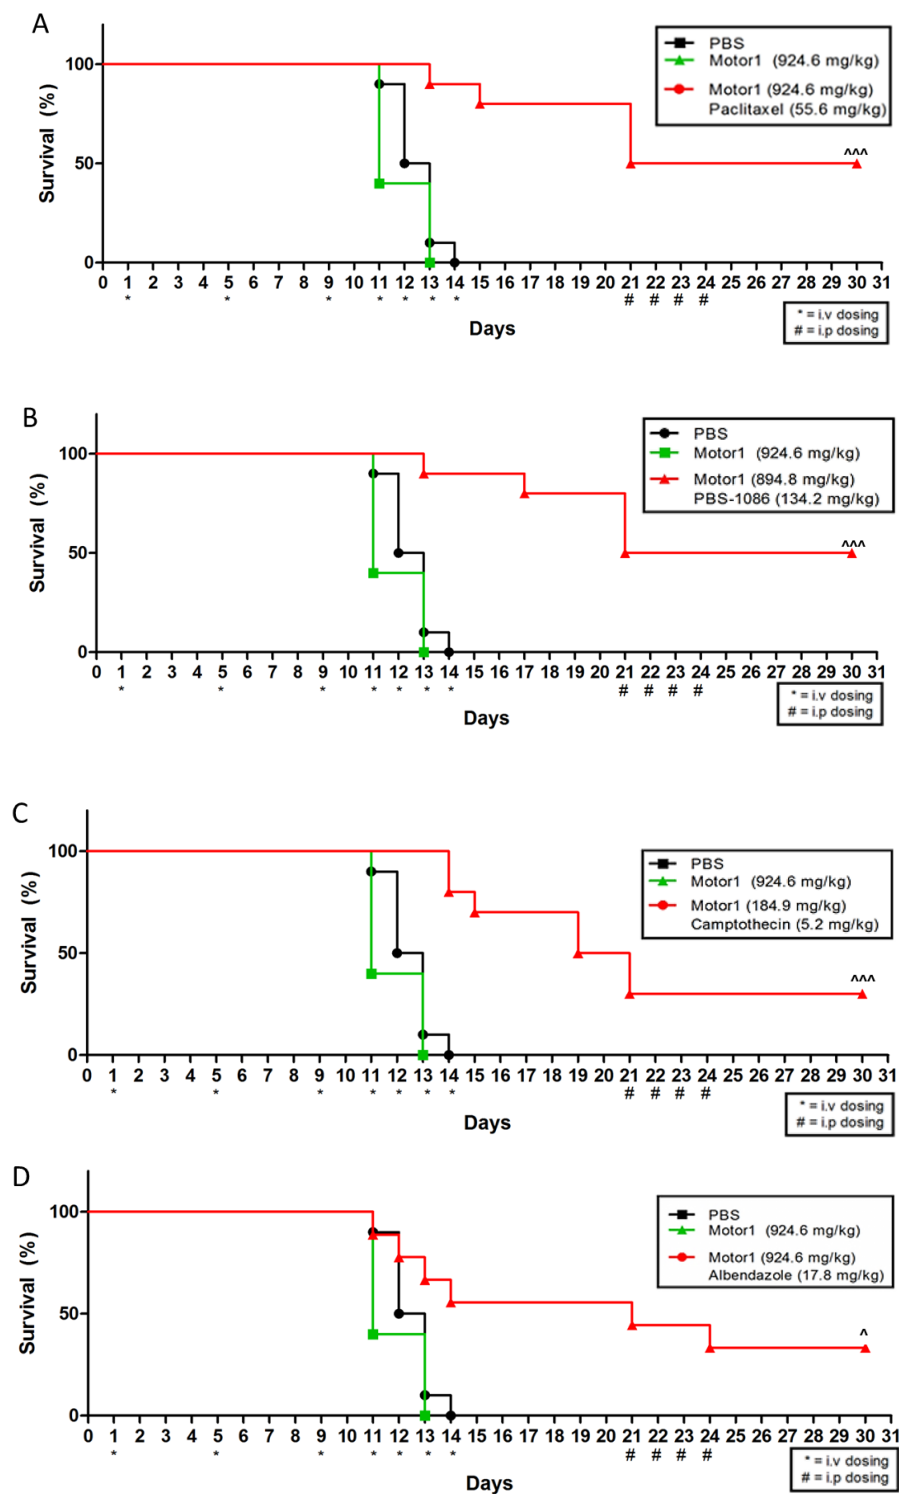 A
Survival (%)
100
50
0
PBS
Motor1 (924.6 mg/kg)
Motor1 (924.6 mg/kg)
Paclitaxel (55.6 mg/kg)
^^^
0 1 2 3 4 5 6 7 8 9 10 11 12 13 14 15 16 17 18 19 20 21 22 23 24 25 26 27 28 29 30 31
* * * * * * * # # # #
Days
* = i.v dosing
# = i.p dosing
B
Survival (%)
100
50
0
PBS
Motor1 (924.6 mg/kg)
Motor1 (894.8 mg/kg)
PBS-1086 (134.2 mg/kg)
^^^
0 1 2 3 4 5 6 7 8 9 10 11 12 13 14 15 16 17 18 19 20 21 22 23 24 25 26 27 28 29 30 31
* * * * * * * # # # #
Days
* = i.v dosing
# = i.p dosing
C
Survival (%)
100
50
0
PBS
Motor1 (924.6 mg/kg)
Motor1 (184.9 mg/kg)
Camptothecin (5.2 mg/kg)
^^^
0 1 2 3 4 5 6 7 8 9 10 11 12 13 14 15 16 17 18 19 20 21 22 23 24 25 26 27 28 29 30 31
* * * * * * * # # # #
Days
* = i.v dosing
# = i.p dosing
D
Survival (%)
100
50
0
PBS
Motor1 (924.6 mg/kg)
Motor1 (924.6 mg/kg)
Albendazole (17.8 mg/kg)
^
0 1 2 3 4 5 6 7 8 9 10 11 12 13 14 15 16 17 18 19 20 21 22 23 24 25 26 27 28 29 30 31
* * * * * * * # # # #
Days
* = i.v dosing
# = i.p dosing